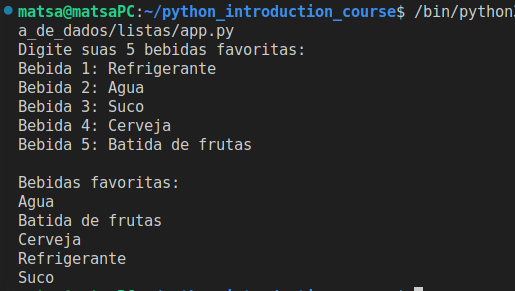 matsa@matsaPC:~/python_introduction_course$ /bin/python3
a_de_dados/listas/app.py
Digite suas 5 bebidas favoritas:
Bebida 1: Refrigerante
Bebida 2: Agua
Bebida 3: Suco
Bebida 4: Cerveja
Bebida 5: Batida de frutas

Bebidas favoritas:
Agua
Batida de frutas
Cerveja
Refrigerante
Suco